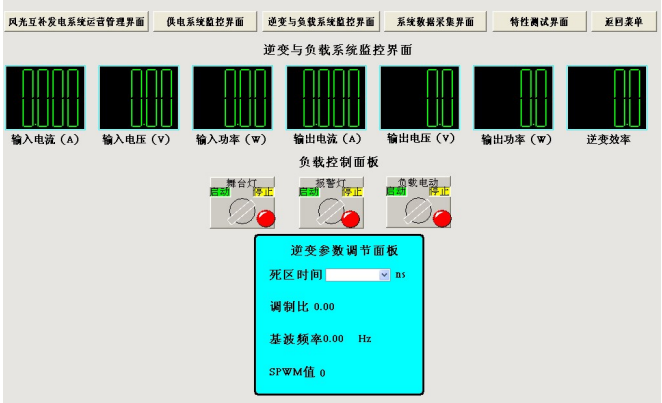 风光互补发电系统运营管理界面 供电系统监控界面 逆变与负载系统监控界面 系统数据采集界面 特性测试界面 返回菜单
逆变与负载系统监控界面
0.000 0.00 0.00 0.000 0.0 0.0 0.0
输入电流（A） 输入电压（V） 输入功率（W） 输出电流（A） 输出电压（V） 输出功率（W） 逆变效率
负载控制面板
舞台灯 报警灯 负载电动
启动 停止 启动 停止 启动 停止
逆变参数调节面板
死区时间 ns
调制比 0.00
基波频率0.00 Hz
SPWM值 0